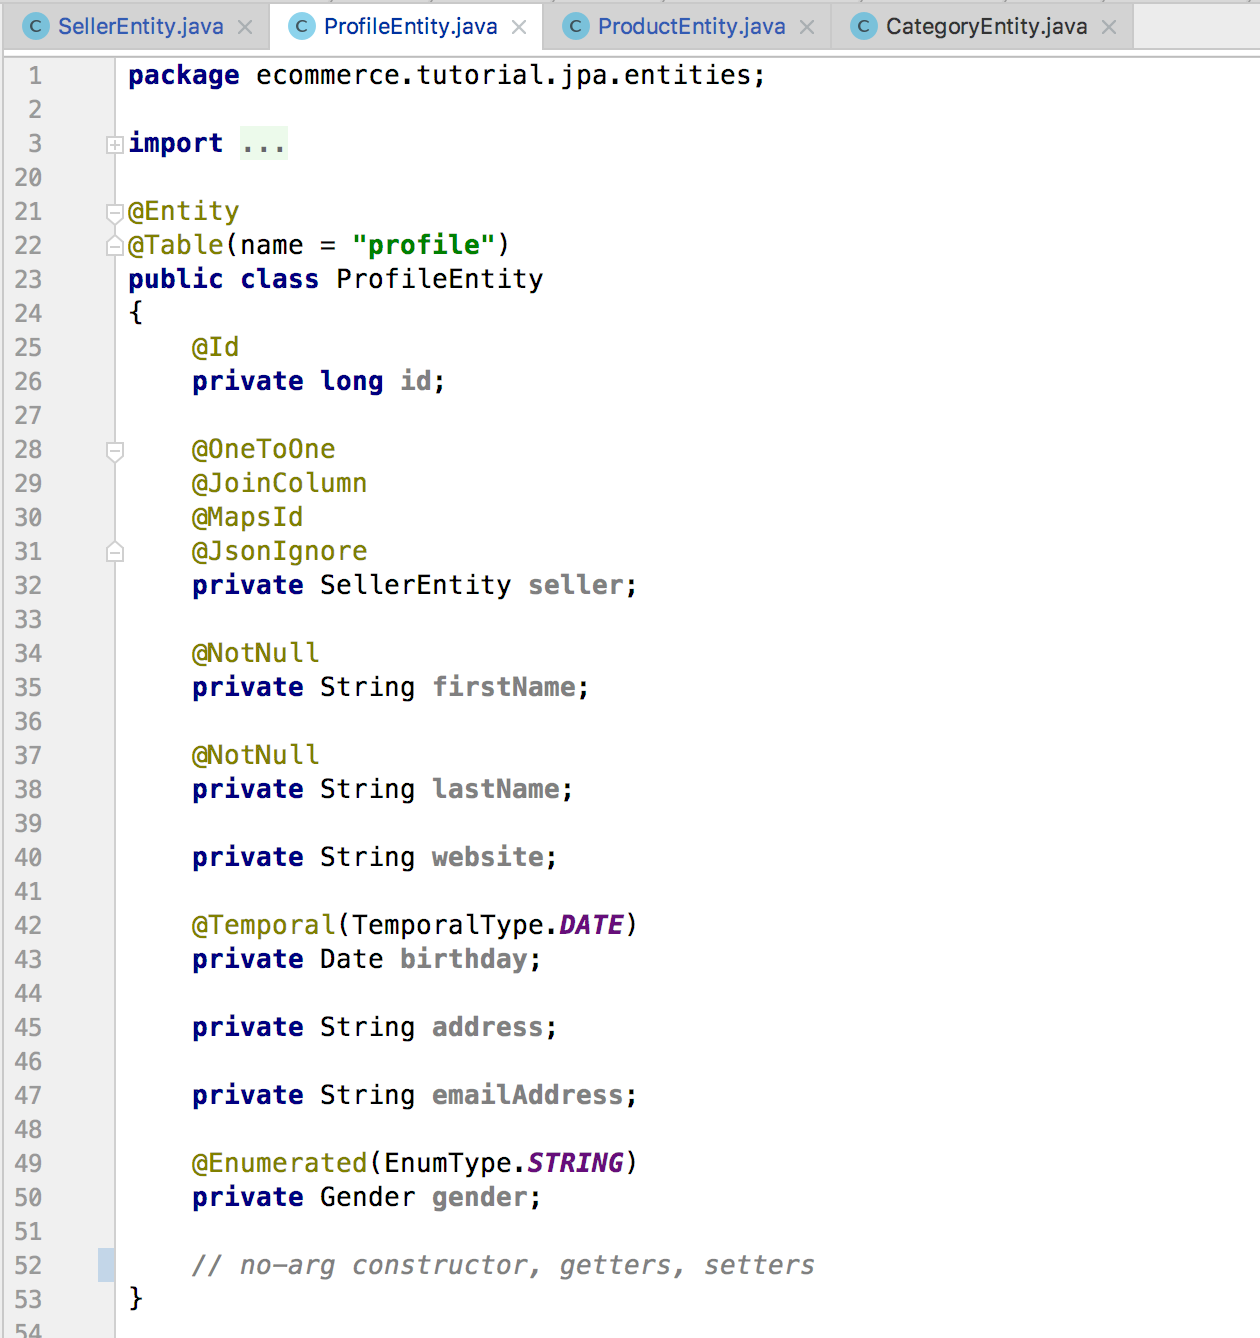 C SellerEntity.java × C ProfileEntity.java × C ProductEntity.java × C CategoryEntity.java ×
1 package ecommerce.tutorial.jpa.entities;
2
3 import ...
20
21 @Entity
22 @Table(name = "profile")
23 public class ProfileEntity
24 {
25     @Id
26     private long id;
27
28     @OneToOne
29     @JoinColumn
30     @MapsId
31     @JsonIgnore
32     private SellerEntity seller;
33
34     @NotNull
35     private String firstName;
36
37     @NotNull
38     private String lastName;
39
40     private String website;
41
42     @Temporal(TemporalType.DATE)
43     private Date birthday;
44
45     private String address;
46
47     private String emailAddress;
48
49     @Enumerated(EnumType.STRING)
50     private Gender gender;
51
52     // no-arg constructor, getters, setters
53 }
54